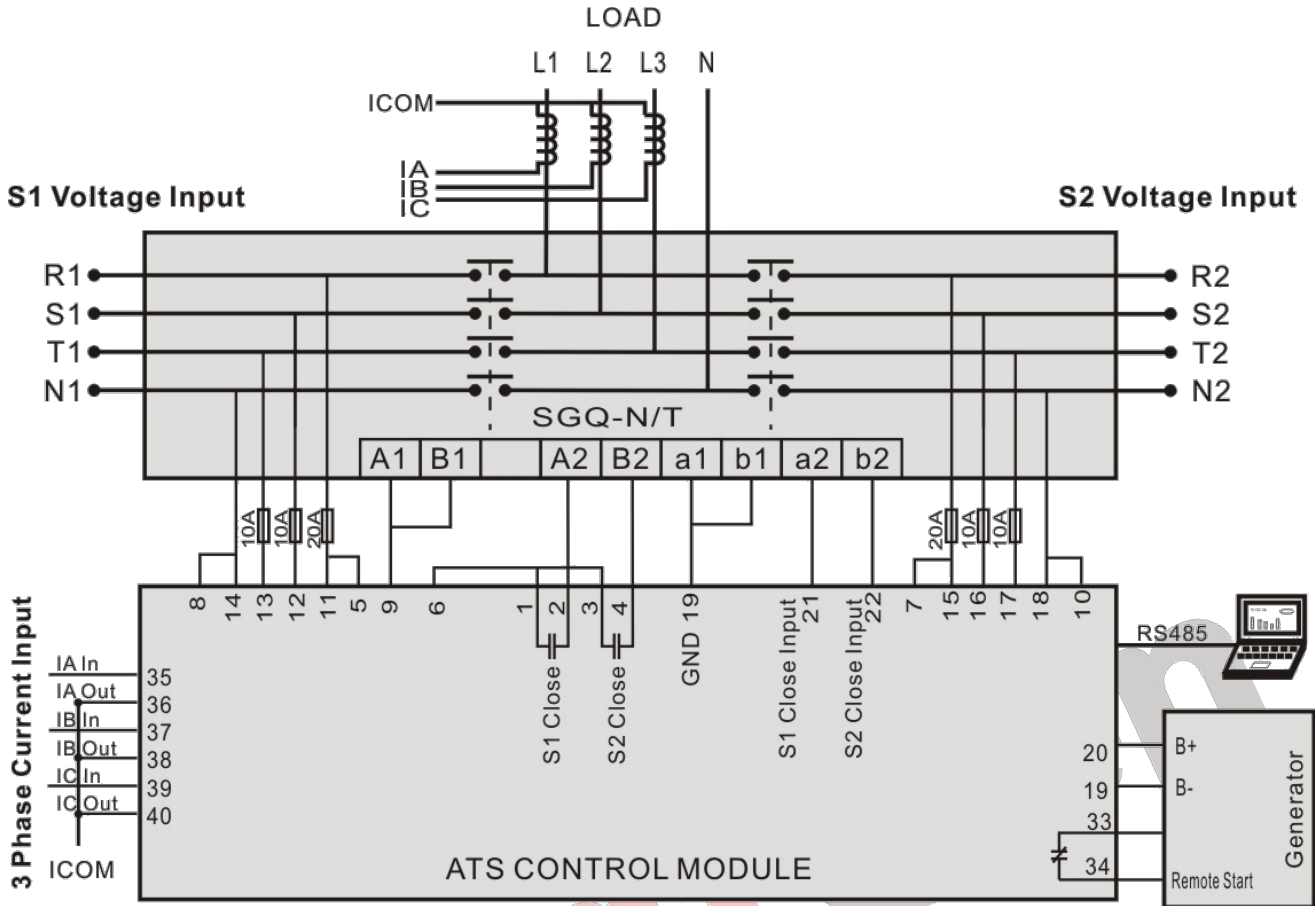 LOAD
L1 L2 L3 N
ICOM
IA
IB
IC
S1 Voltage Input
S2 Voltage Input
R1
S1
T1
N1
R2
S2
T2
N2
SGQ-N/T
A1 B1 A2 B2 a1 b1 a2 b2
10A 10A 20A
20A 10A 10A
8 14 13 12 11 5 9 6 1 2 3 4 19 21 22 7 15 16 17 18 10
S1 Close
S2 Close
GND
S1 Close Input
S2 Close Input
RS485
3 Phase Current Input
IA In 35
IA Out 36
IB In 37
IB Out 38
IC In 39
IC Out 40
ICOM
20 B+
19 B-
33
34 Remote Start
Generator
ATS CONTROL MODULE